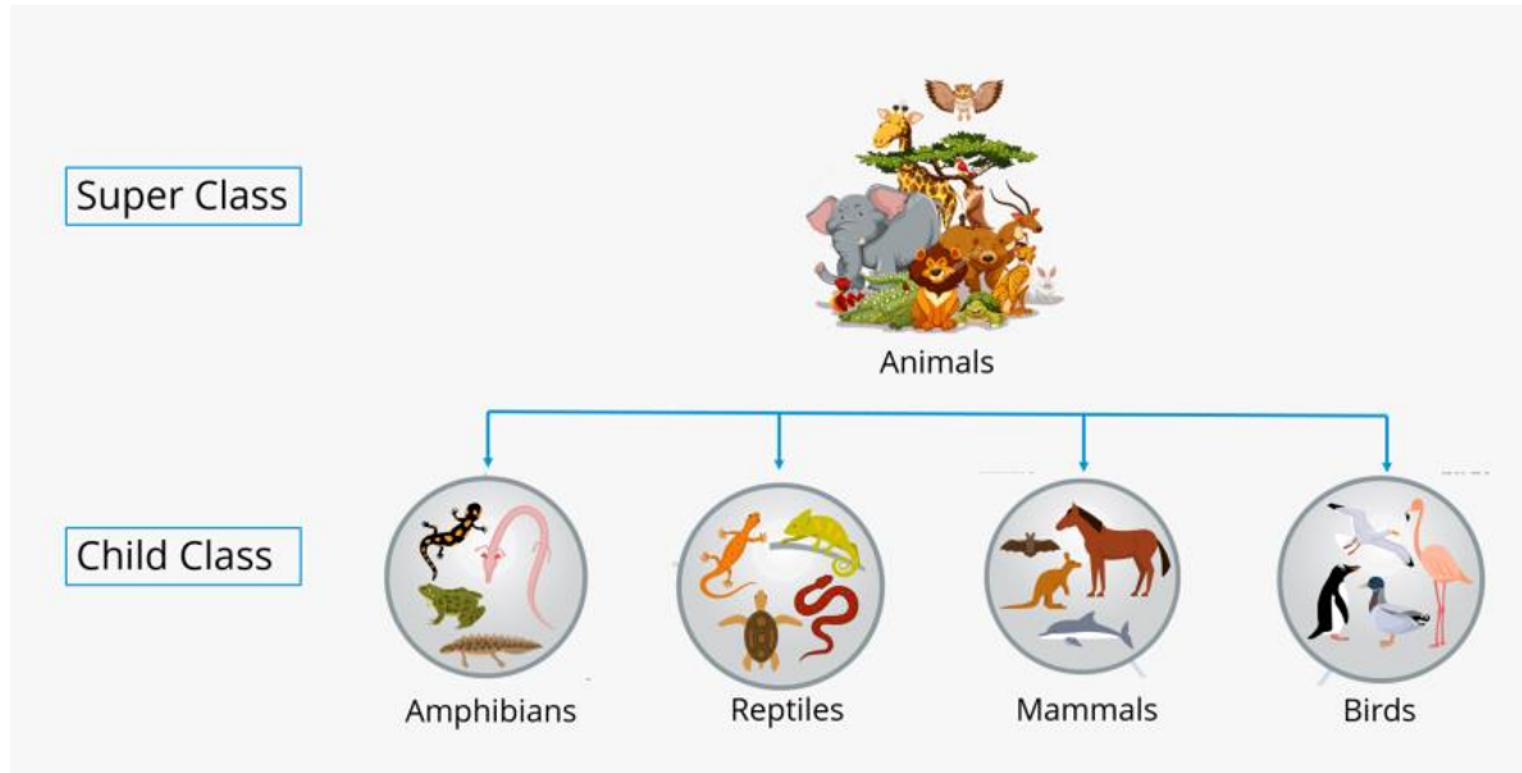 Super Class
Animals
Child Class
Amphibians
Reptiles
Mammals
Birds